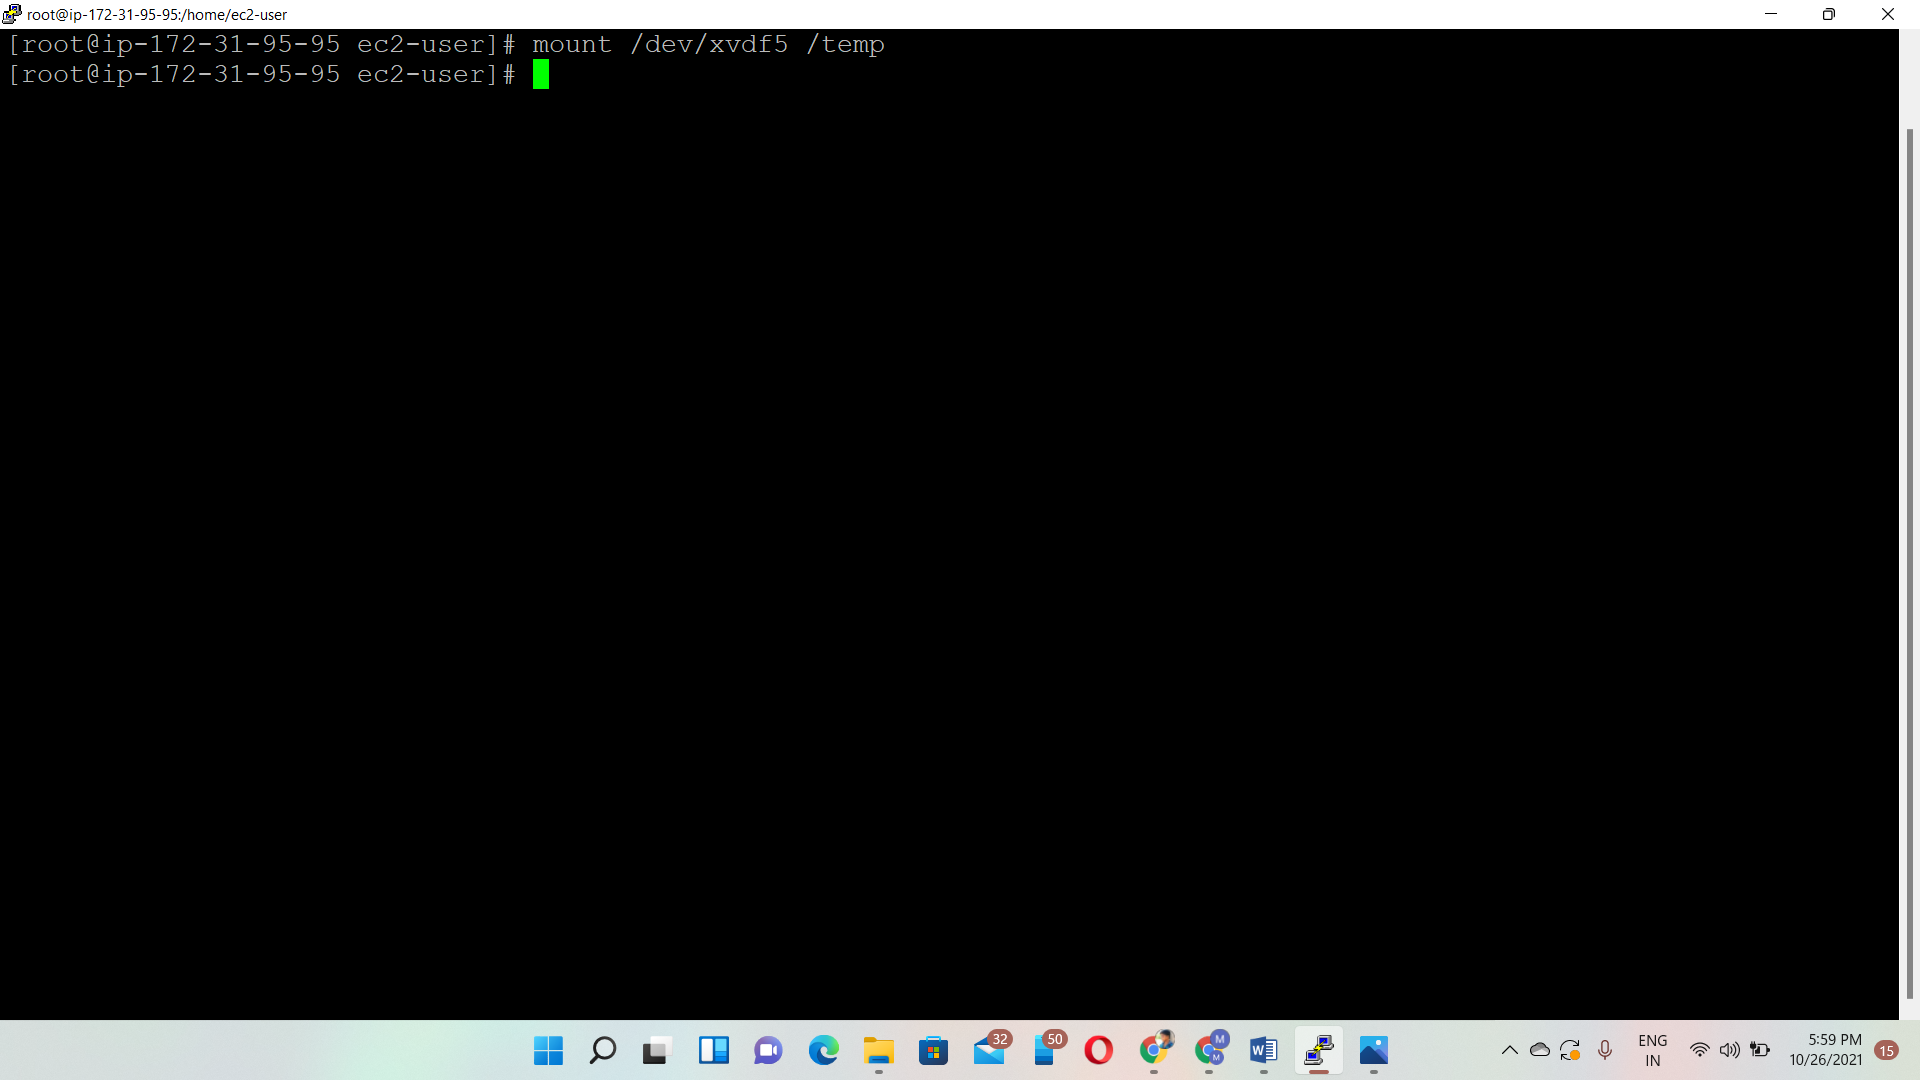 root@ip-172-31-95-95:/home/ec2-user
[root@ip-172-31-95-95 ec2-user]# mount /dev/xvdf5 /temp
[root@ip-172-31-95-95 ec2-user]#
32
50
M
M
W
ENG
IN
5:59 PM
10/26/2021
15